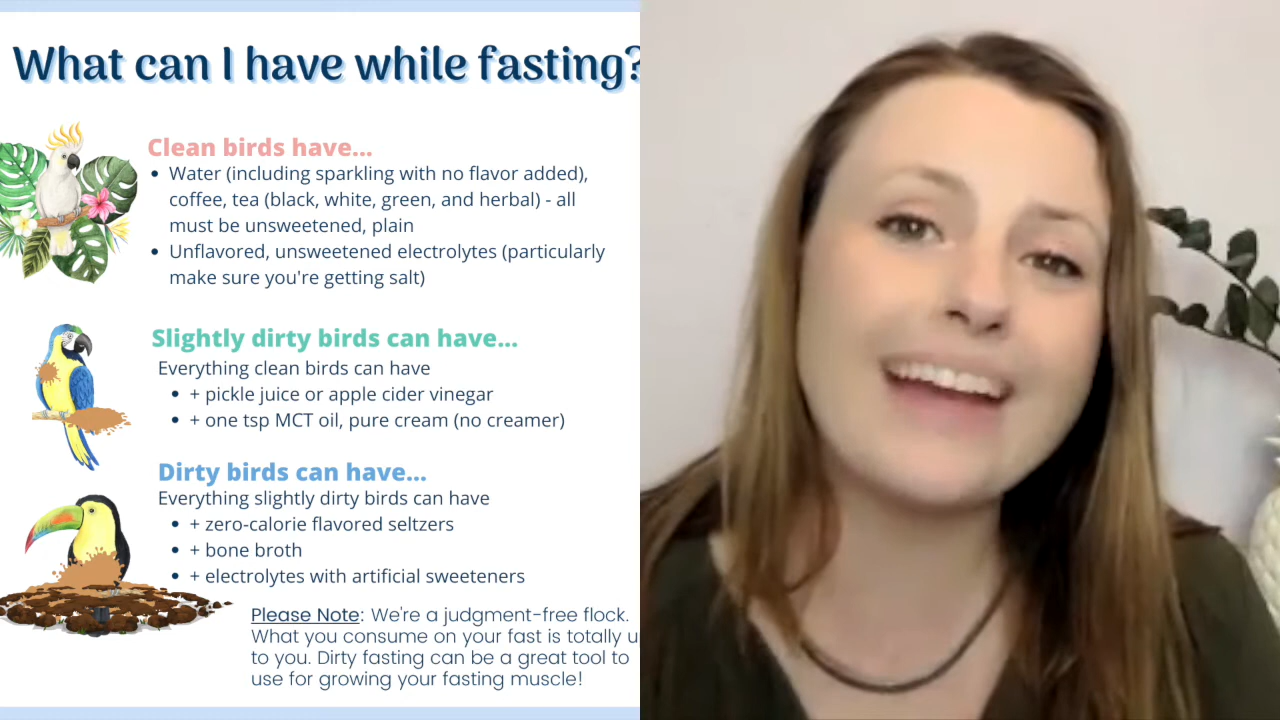 What can I have while fasting?
Clean birds have...
• Water (including sparkling with no flavor added),
coffee, tea (black, white, green, and herbal) - all
must be unsweetened, plain
• Unflavored, unsweetened electrolytes (particularly
make sure you're getting salt)
Slightly dirty birds can have...
Everything clean birds can have
• + pickle juice or apple cider vinegar
• + one tsp MCT oil, pure cream (no creamer)
Dirty birds can have...
Everything slightly dirty birds can have
• + zero-calorie flavored seltzers
• + bone broth
• + electrolytes with artificial sweeteners
Please Note: We're a judgment-free flock.
What you consume on your fast is totally u
to you. Dirty fasting can be a great tool to
use for growing your fasting muscle!